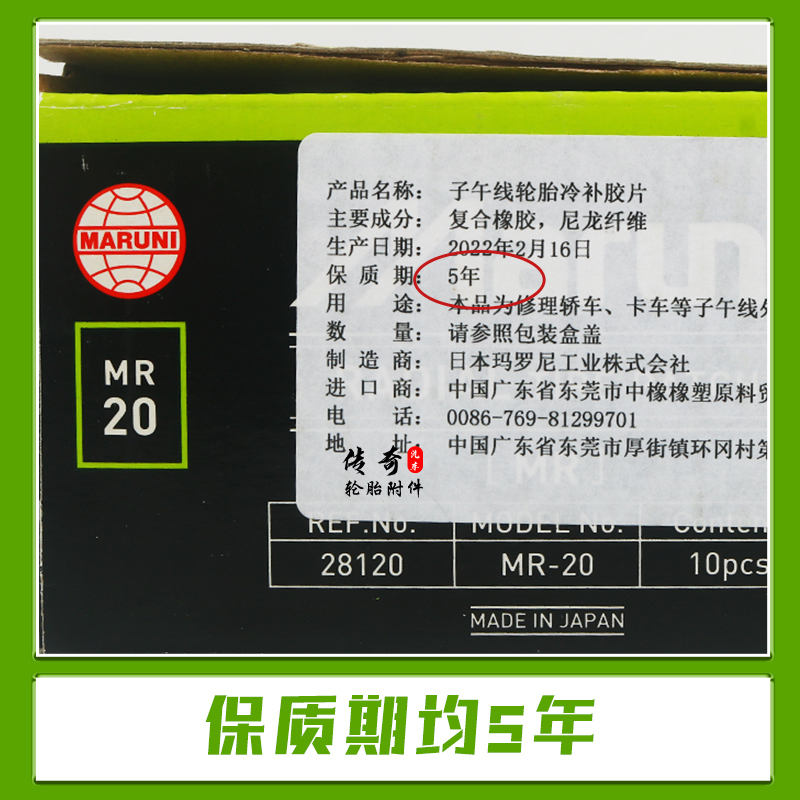 MARUNI
MR
20
产品名称：子午线轮胎冷补胶片
主要成分：复合橡胶，尼龙纤维
生产日期：2022年2月16日
保质期：5年
用途：本品为修理轿车、卡车等子午线
数量：请参照包装盒盖
制造商：日本玛罗尼工业株式会社
进口商：中国广东省东莞市中橡橡塑原料
电话：0086-769-81299701
地址：中国广东省东莞市厚街镇环冈村第
传奇汽车
轮胎附件
[MR]
REF.No. MODEL No. Conten
28120 MR-20 10pcs
MADE IN JAPAN
保质期均5年